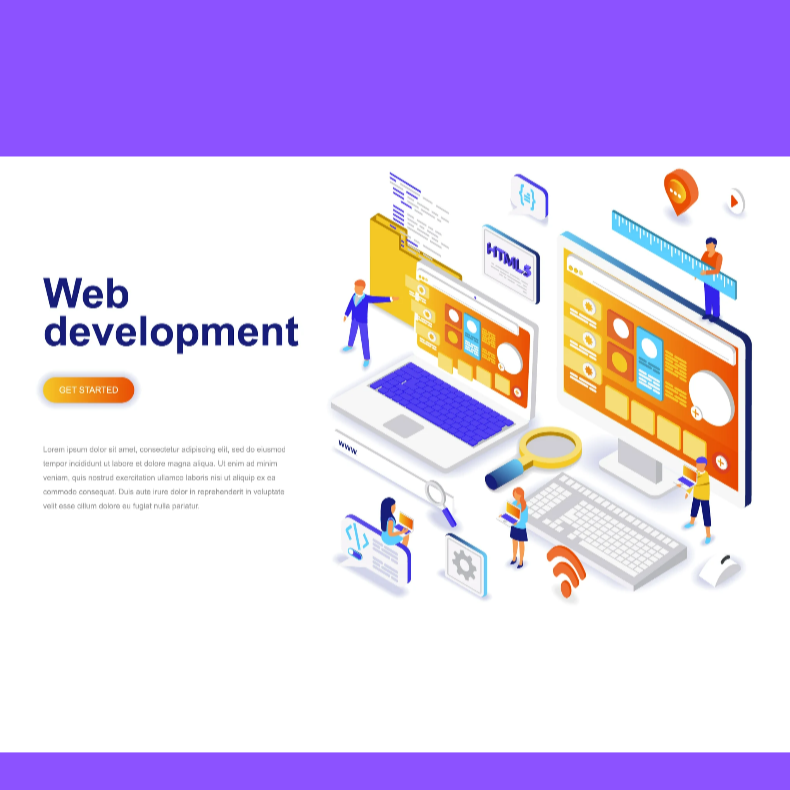 Web
development
GET STARTED
Lorem ipsum dolor sit amet, consectetur adipiscing elit, sed do eiusmod
tempor incididunt ut labore et dolore magna aliqua. Ut enim ad minim
veniam, quis nostrud exercitation ullamco laboris nisi ut aliquip ex ea
commodo consequat. Duis aute irure dolor in reprehenderit in voluptate
velit esse cillum dolore eu fugiat nulla pariatur.
HTML5
WWW